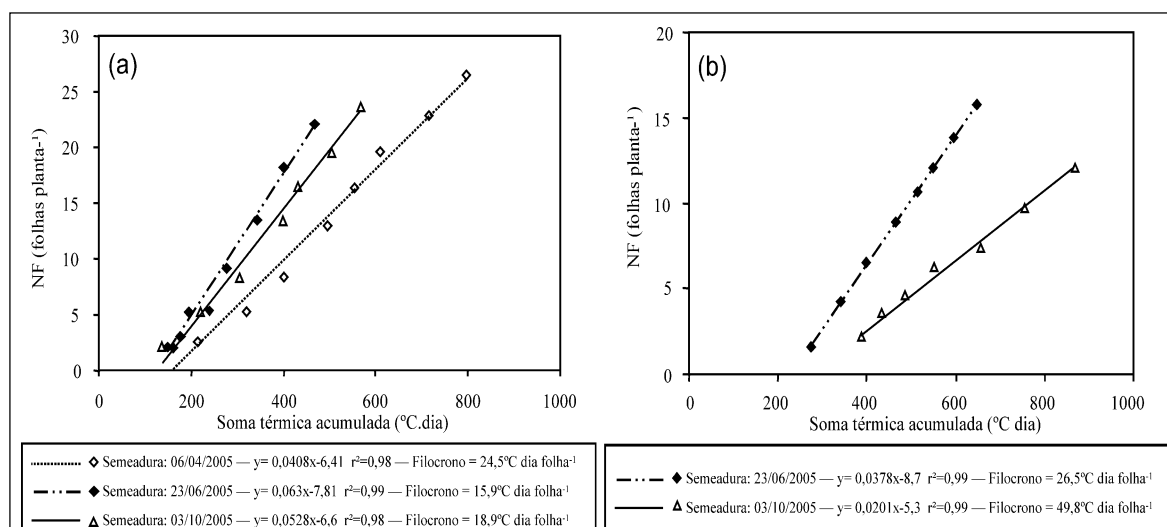 (a)
NF (folhas planta-¹)
30
25
20
15
10
5
0
0 200 400 600 800 1000
Soma térmica acumulada (ºC.dia)
Semeadura: 06/04/2005 — y= 0,0408x-6,41 r²=0,98 — Filocrono = 24,5ºC dia folha-¹
Semeadura: 23/06/2005 — y= 0,063x-7,81 r²=0,99 — Filocrono = 15,9ºC dia folha-¹
Semeadura: 03/10/2005 — y= 0,0528x-6,6 r²=0,98 — Filocrono = 18,9ºC dia folha-¹
(b)
NF (folhas planta-¹)
20
15
10
5
0
0 200 400 600 800 1000
Soma térmica acumulada (ºC dia)
Semeadura: 23/06/2005 — y= 0,0378x-8,7 r²=0,99 — Filocrono = 26,5ºC dia folha-¹
Semeadura: 03/10/2005 — y= 0,0201x-5,3 r²=0,99 — Filocrono = 49,8ºC dia folha-¹